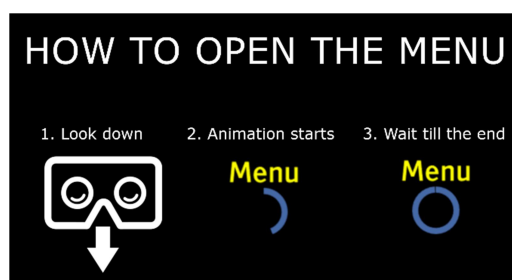 HOW TO OPEN THE MENU
1. Look down
2. Animation starts
3. Wait till the end
Menu
Menu